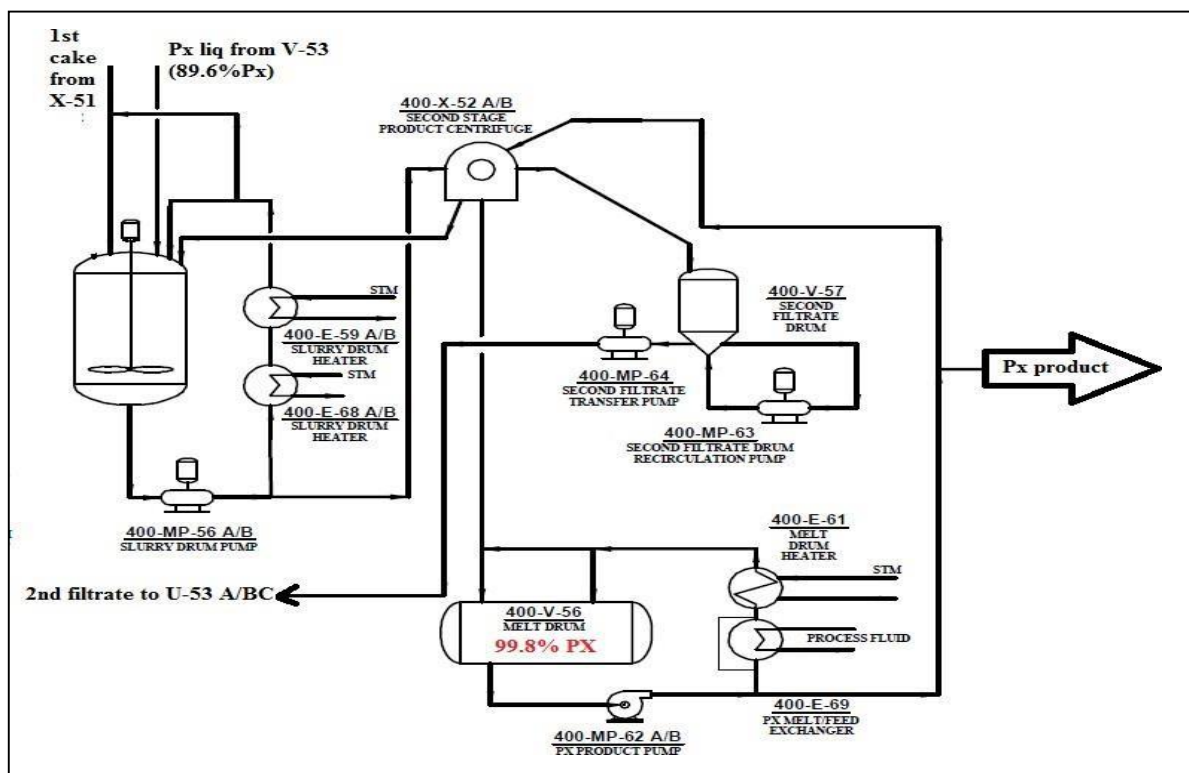 1st
cake
from
X-51
:
Px liq from V-53
(89.6%Px)
400-X-52 A/B
SECOND STAGE
PRODUCT CENTRIFUGE
STM
400-E-59 A/B
SLURRY DRUM
HEATER
STM
400-E-68 A/B
SLURRY DRUM
HEATER
400-MP-56 A/B
SLURRY DRUM PUMP
400-V-57
SECOND
FILTRATE
DRUM
400-MP-64
SECOND FILTRATE
TRANSFER PUMP
400-MP-63
SECOND FILTRATE DRUM
RECIRCULATION PUMP
Px product
2nd filtrate to U-53 A/BC
400-V-56
MELT DRUM
99.8% PX
400-E-61
MELT
DRUM
HEATER
STM
PROCESS FLUID
400-E-69
PX MELT/FEED
EXCHANGER
400-MP-62 A/B
PX PRODUCT PUMP